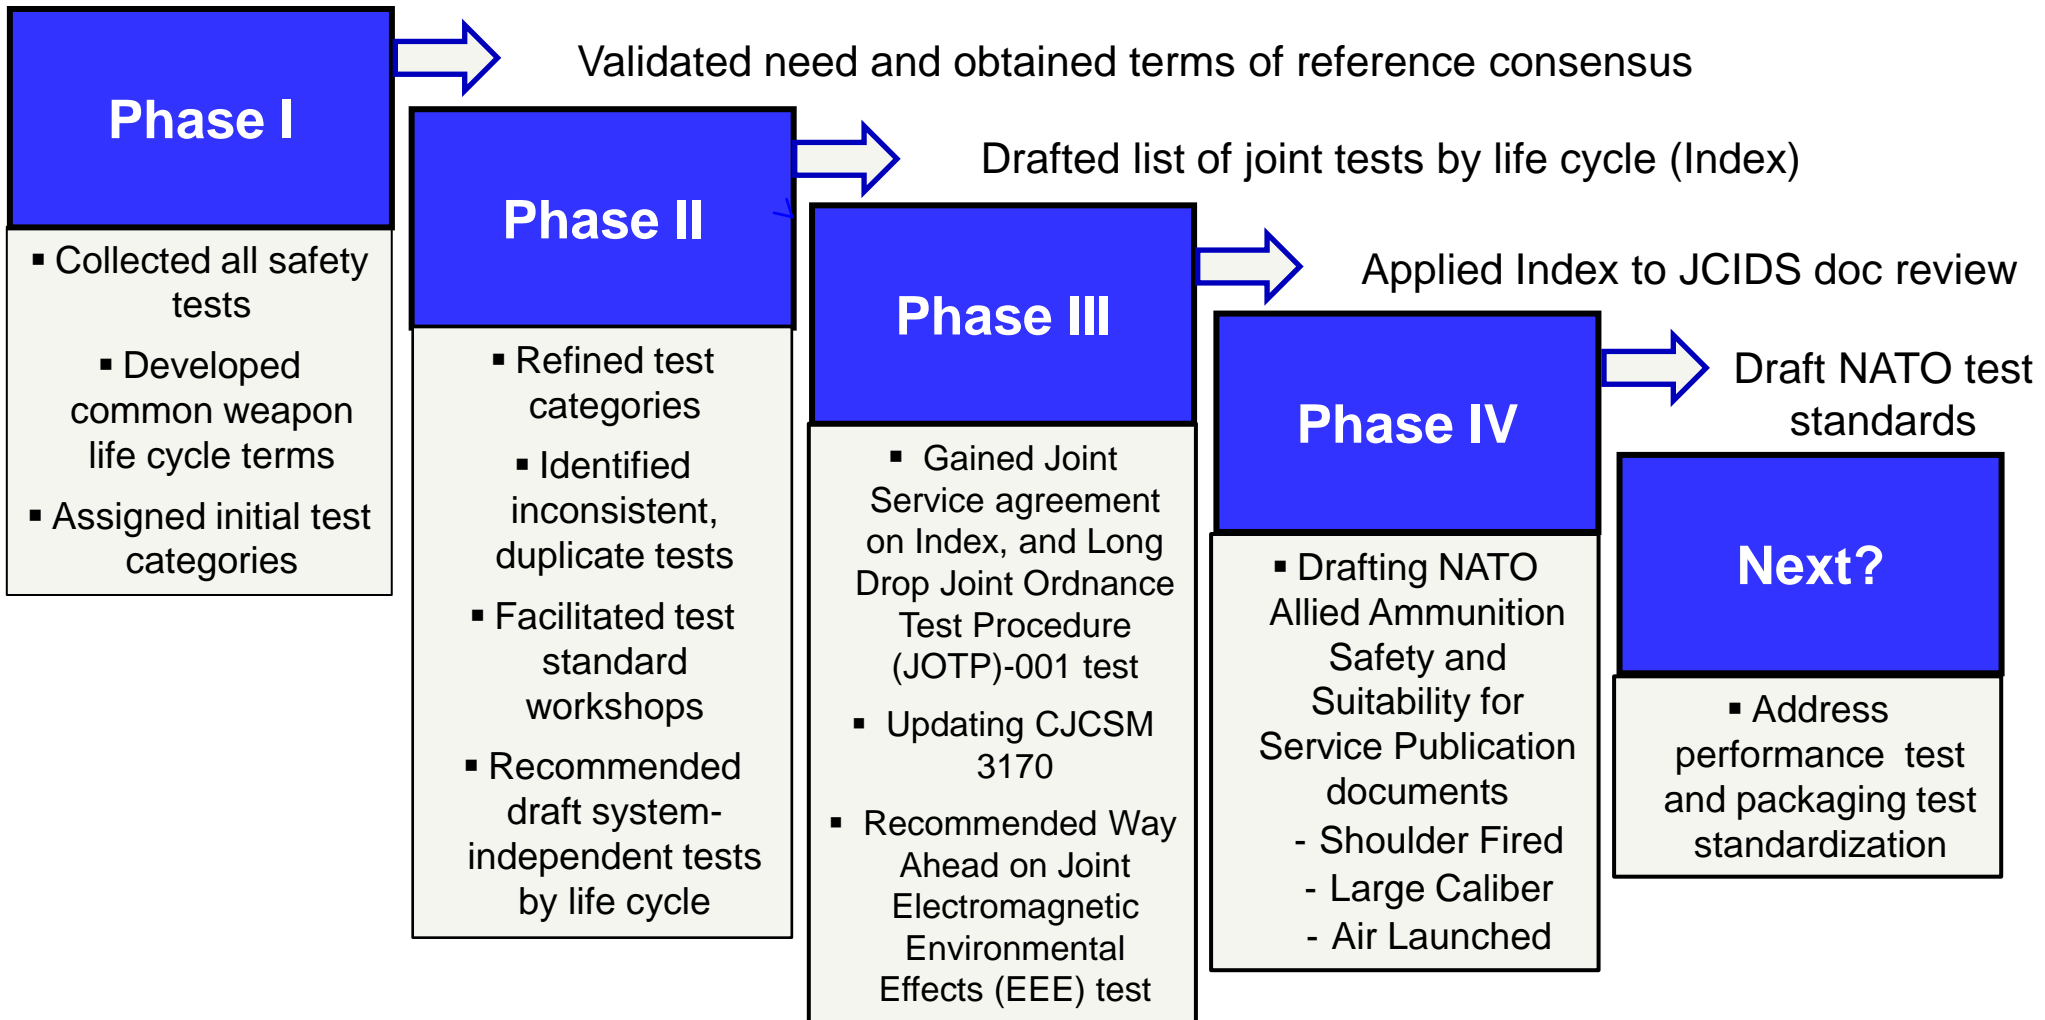 Phase I
Validated need and obtained terms of reference consensus
▪ Collected all safety
tests
▪ Developed
common weapon
life cycle terms
▪ Assigned initial test
categories
Phase II
Drafted list of joint tests by life cycle (Index)
▪ Refined test
categories
▪ Identified
inconsistent,
duplicate tests
▪ Facilitated test
standard
workshops
▪ Recommended
draft system-
independent tests
by life cycle
Phase III
Applied Index to JCIDS doc review
▪ Gained Joint
Service agreement
on Index, and Long
Drop Joint Ordnance
Test Procedure
(JOTP)-001 test
▪ Updating CJCSM
3170
▪ Recommended Way
Ahead on Joint
Electromagnetic
Environmental
Effects (EEE) test
Phase IV
Draft NATO test
standards
▪ Drafting NATO
Allied Ammunition
Safety and
Suitability for
Service Publication
documents
- Shoulder Fired
- Large Caliber
- Air Launched
Next?
▪ Address
performance test
and packaging test
standardization